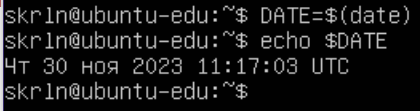 skrln@ubuntu-edu:~$ DATE=$(date)
skrln@ubuntu-edu:~$ echo $DATE
Чт 30 ноя 2023 11:17:03 UTC
skrln@ubuntu-edu:~$